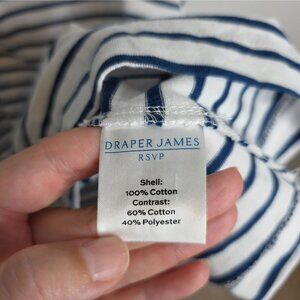 DRAPER JAMES
RSVP
Shell:
100% Cotton
Contrast:
60% Cotton
40% Polyester